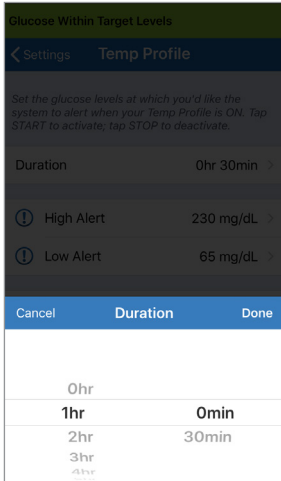 Glucose Within Target Levels
Settings Temp Profile
Set the glucose levels at which you'd like the
system to alert when your Temp Profile is ON. Tap
START to activate; tap STOP to deactivate.
Duration 0hr 30min
High Alert 230 mg/dL
Low Alert 65 mg/dL
Cancel Duration Done
0hr
1hr 0min
2hr 30min
3hr
4hr